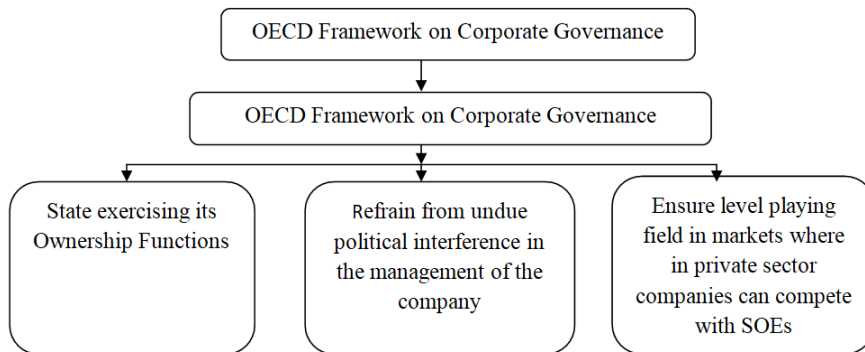 OECD Framework on Corporate Governance
OECD Framework on Corporate Governance
State exercising its
Ownership Functions
Refrain from undue
political interference in
the management of the
company
Ensure level playing
field in markets where
in private sector
companies can compete
with SOEs